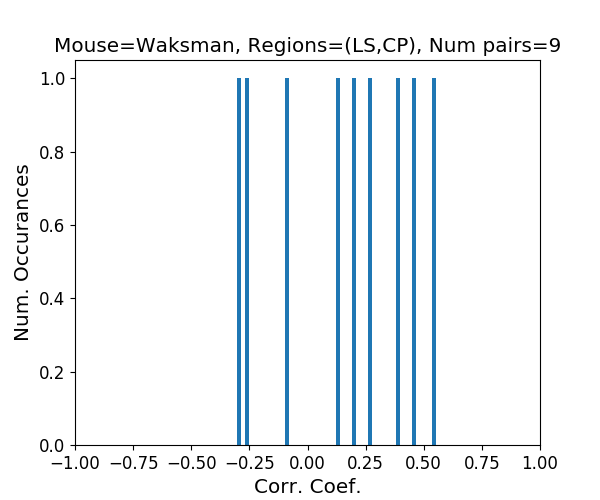 Mouse=Waksman, Regions=(LS,CP), Num pairs=9
1.0
0.8
0.6
0.4
0.2
0.0
Num. Occurances
−1.00 −0.75 −0.50 −0.25 0.00 0.25 0.50 0.75 1.00
Corr. Coef.